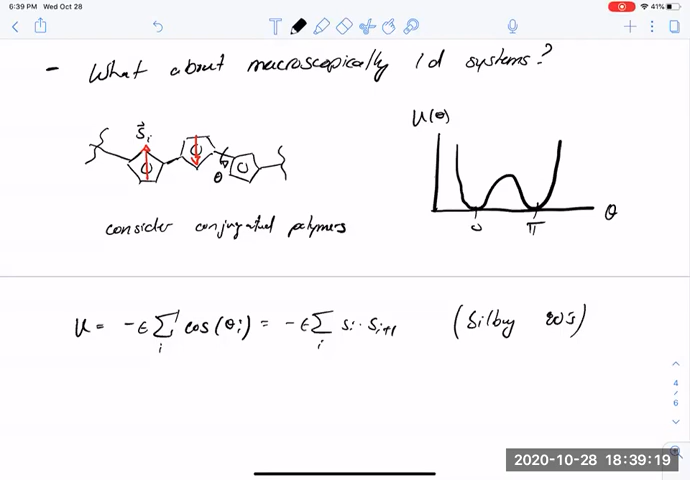 6:39 PM Wed Oct 28
41%
- What about macroscopically 1d systems?
U(θ)
S⃗i
θ
0 π θ
consider conjugated polymers
U = -ϵ ∑i cos(θi) = -ϵ ∑i Si · Si+1 (Silbey 80's)
4
/
6
2020-10-28 18:39:19